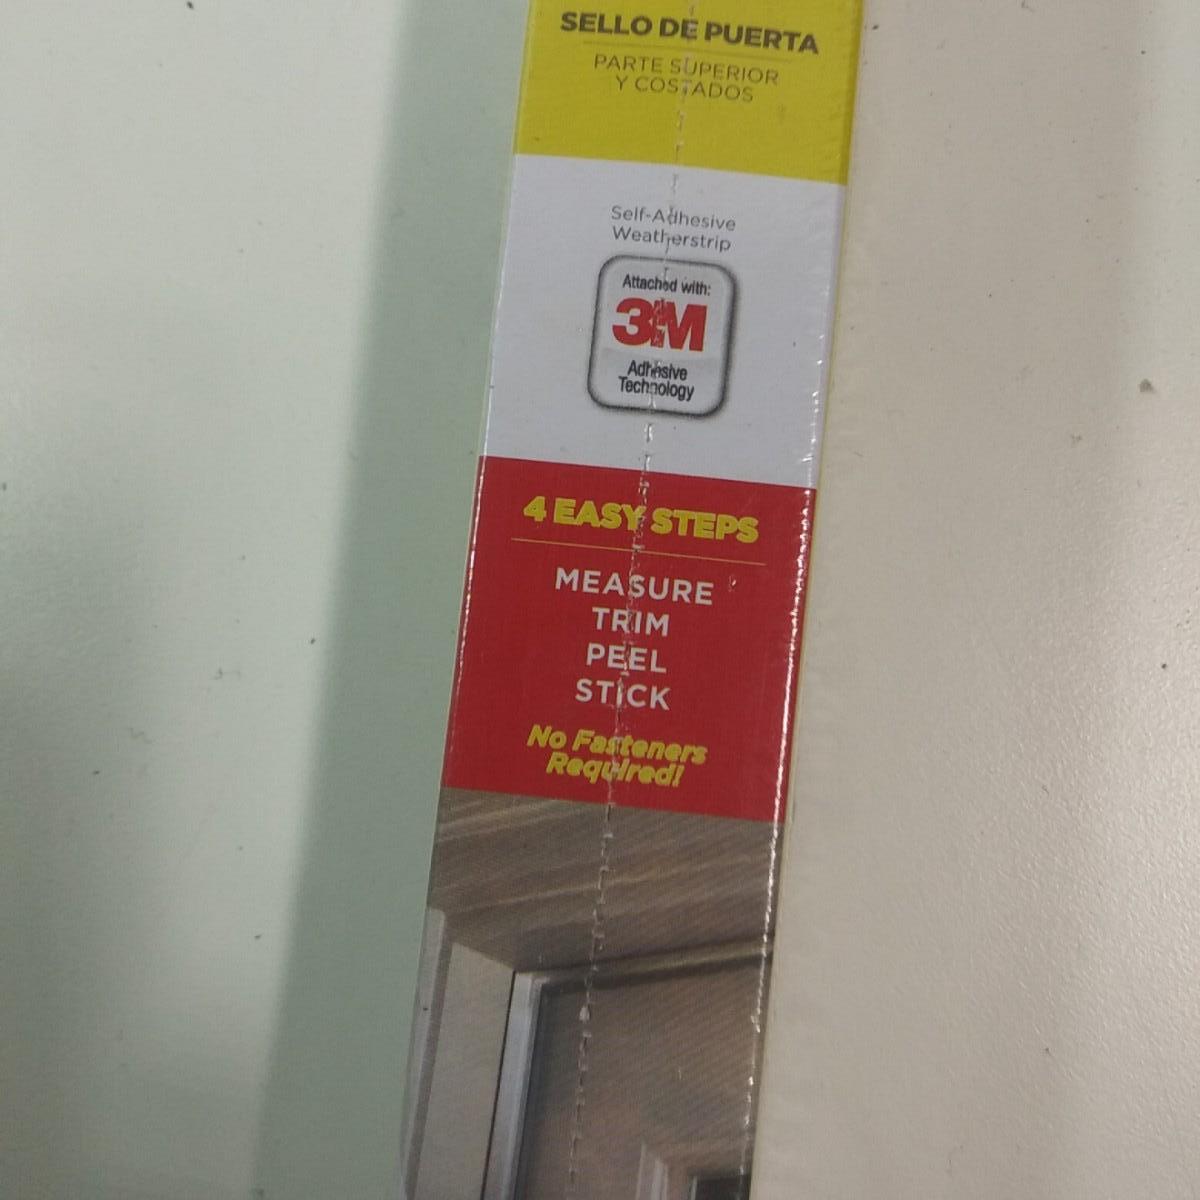 SELLO DE PUERTA
PARTE SUPERIOR
Y COSTADOS
Self-Adhesive
Weatherstrip
Attached with:
3M
Adhesive
Technology
4 EASY STEPS
MEASURE
TRIM
PEEL
STICK
No Fasteners
Required!